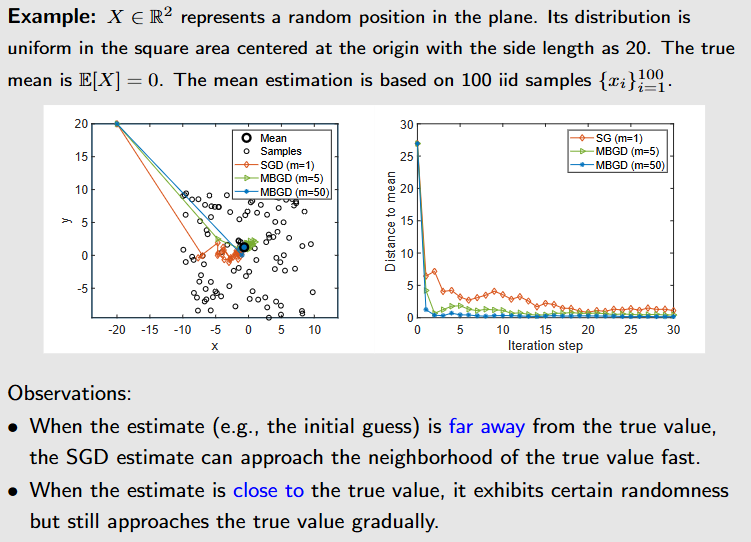 Example: X ∈ ℝ² represents a random position in the plane. Its distribution is
uniform in the square area centered at the origin with the side length as 20. The true
mean is 𝔼[X] = 0. The mean estimation is based on 100 iid samples {xᵢ}¹⁰⁰ᵢ₌₁.
20
15
10
5
0
-5
y
-20 -15 -10 -5 0 5 10
x
Mean
Samples
SGD (m=1)
MBGD (m=5)
MBGD (m=50)
30
25
20
15
10
5
0
Distance to mean
0 5 10 15 20 25 30
Iteration step
SG (m=1)
MBGD (m=5)
MBGD (m=50)
Observations:
• When the estimate (e.g., the initial guess) is far away from the true value,
the SGD estimate can approach the neighborhood of the true value fast.
• When the estimate is close to the true value, it exhibits certain randomness
but still approaches the true value gradually.